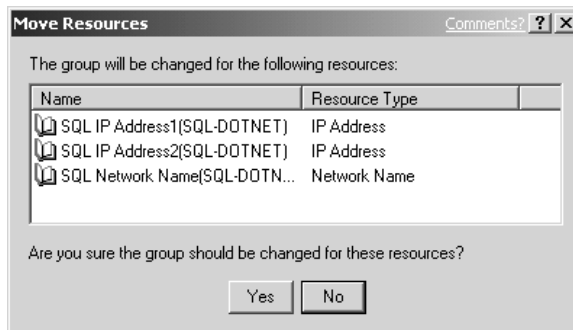 Move Resources Comments? ? X
The group will be changed for the following resources:
Name Resource Type
SQL IP Address1(SQL-DOTNET) IP Address
SQL IP Address2(SQL-DOTNET) IP Address
SQL Network Name(SQL-DOTN... Network Name
Are you sure the group should be changed for these resources?
Yes No